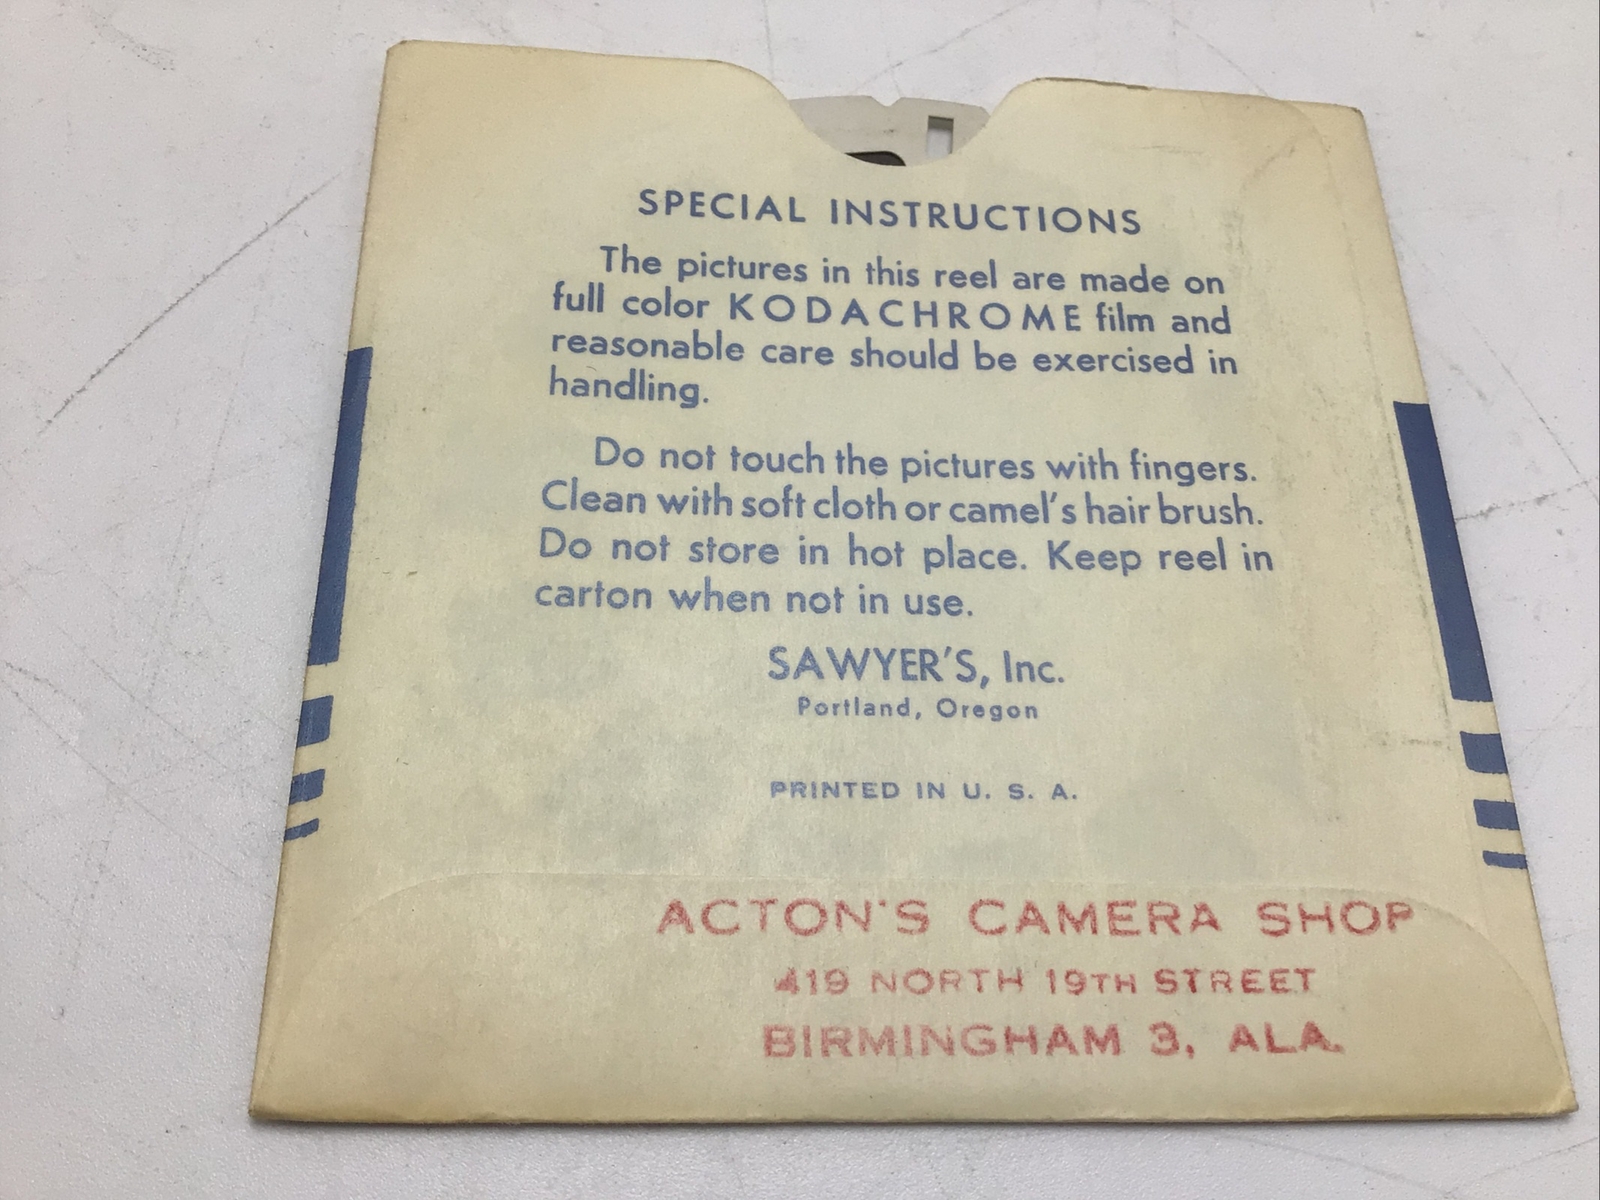 SPECIAL INSTRUCTIONS
The pictures in this reel are made on
full color KODACHROME film and
reasonable care should be exercised in
handling.
Do not touch the pictures with fingers.
Clean with soft cloth or camel's hair brush.
Do not store in hot place. Keep reel in
carton when not in use.
SAWYER'S, Inc.
Portland, Oregon
PRINTED IN U. S. A.
ACTON'S CAMERA SHOP
419 NORTH 19TH STREET
BIRMINGHAM 3, ALA.